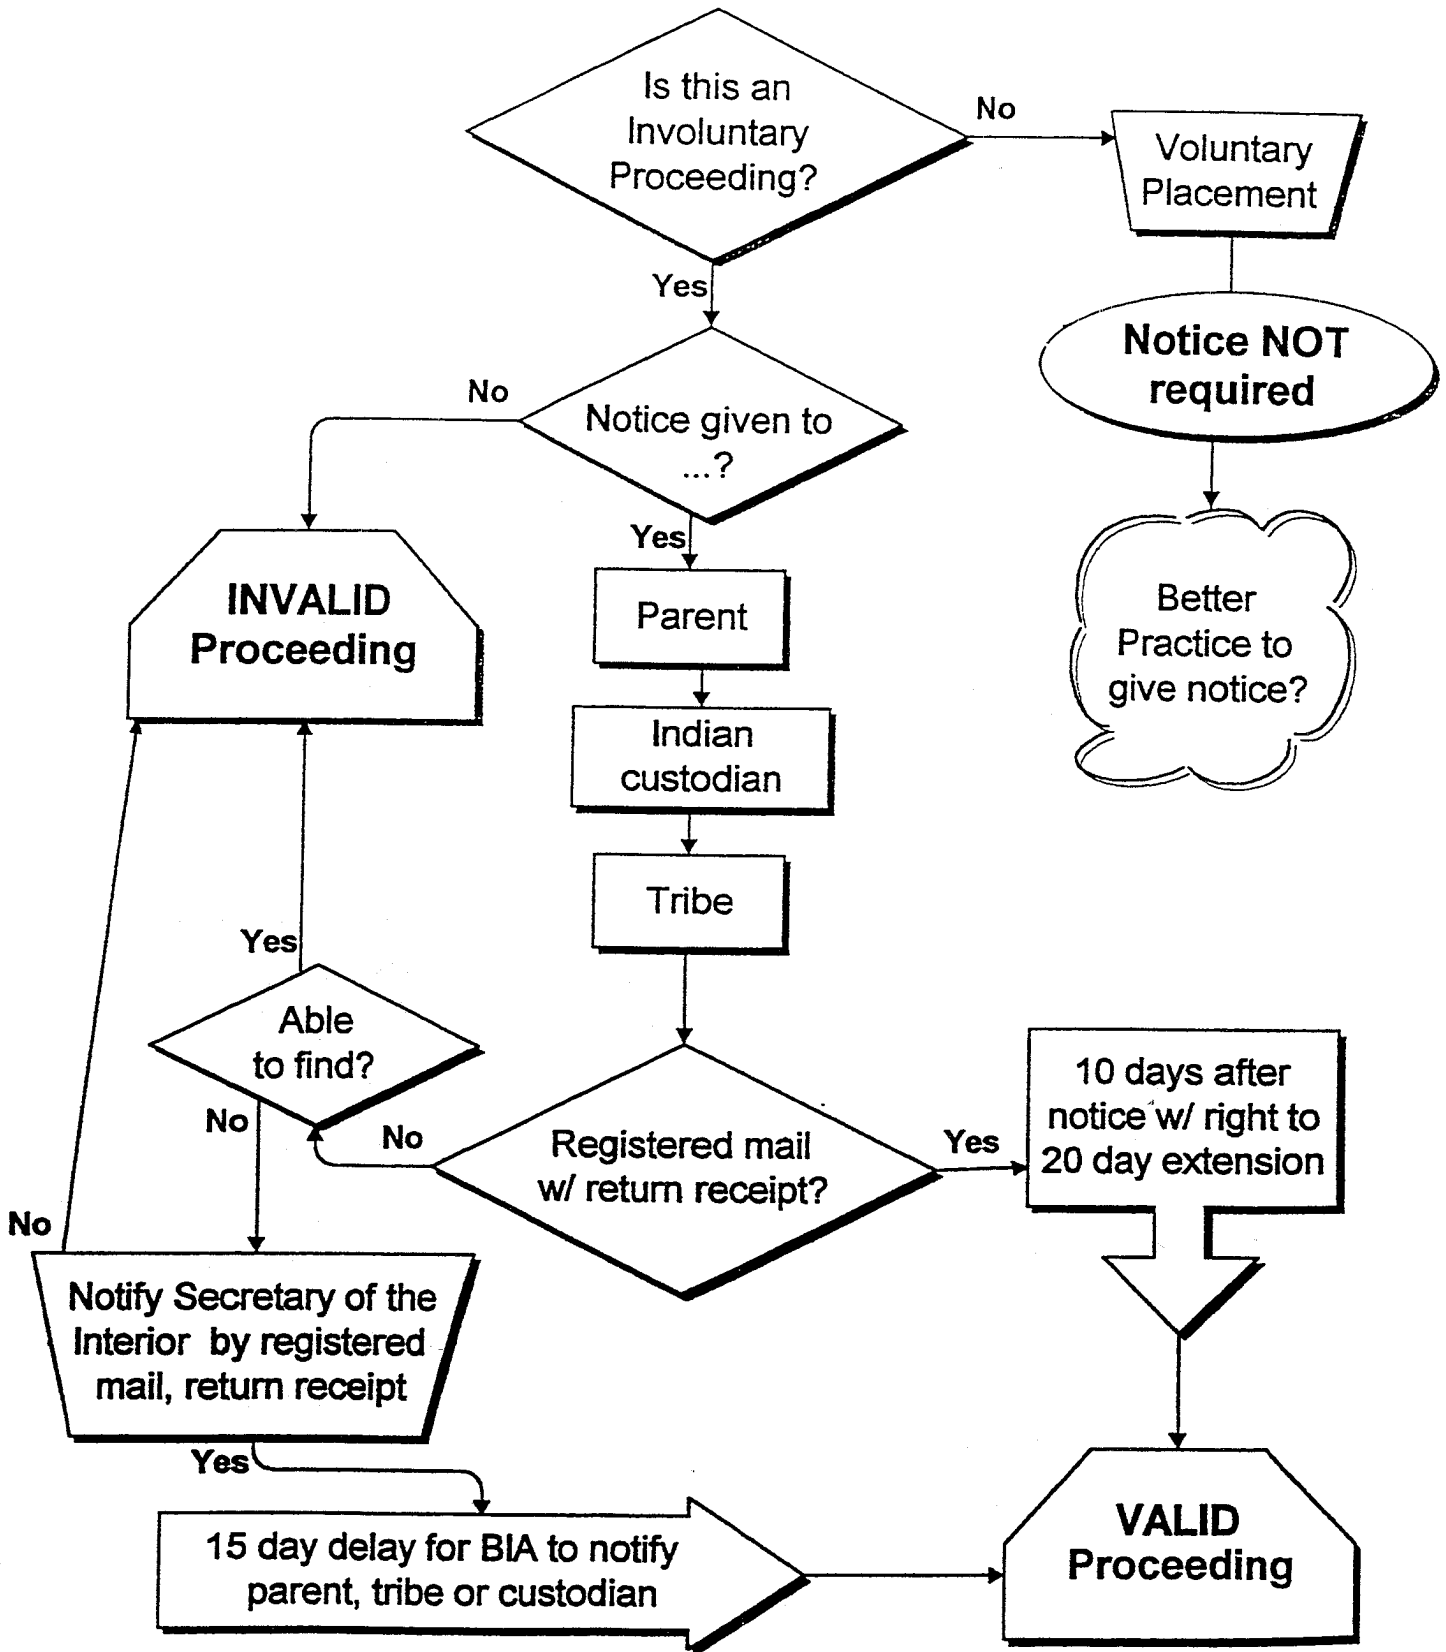 Is this an
Involuntary
Proceeding?
No
Voluntary
Placement
Yes
Notice NOT
required
No
Notice given to
...?
Yes
Better
Practice to
give notice?
INVALID
Proceeding
Parent
Indian
custodian
Tribe
Yes
Able
to find?
No
No
Registered mail
w/ return receipt?
Yes
10 days after
notice w/ right to
20 day extension
No
Notify Secretary of the
Interior by registered
mail, return receipt
Yes
15 day delay for BIA to notify
parent, tribe or custodian
VALID
Proceeding